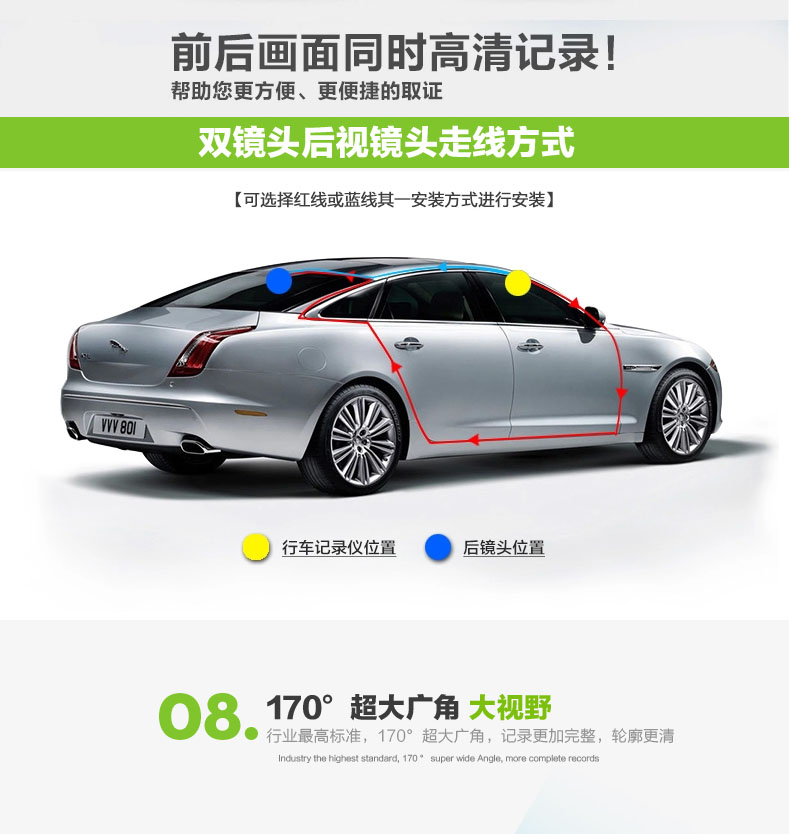 前后画面同时高清记录！
帮助您更方便、更便捷的取证
双镜头后视镜头走线方式
【可选择红线或蓝线其一安装方式进行安装】
VVV 801
行车记录仪位置
后镜头位置
08.
170°超大广角 大视野
行业最高标准，170°超大广角，记录更加完整，轮廓更清
Industry the highest standard, 170 ° super wide Angle, more complete records